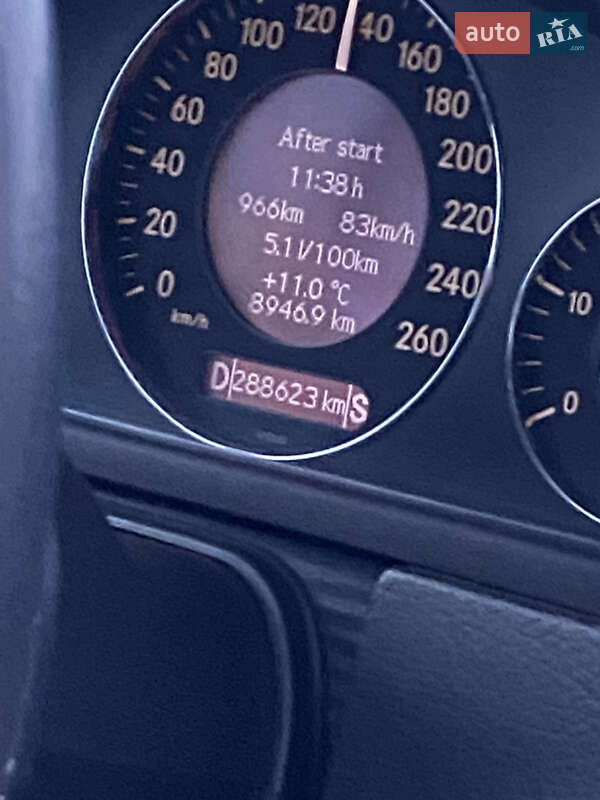 auto RIA .com
100 120 140 160
80 180
60 200
40 220
20 240
0 260
km/h
After start
11:38 h
966km 83km/h
5.1 l/100km
+11.0 °C
8946.9 km
D 288623 km S
10
0